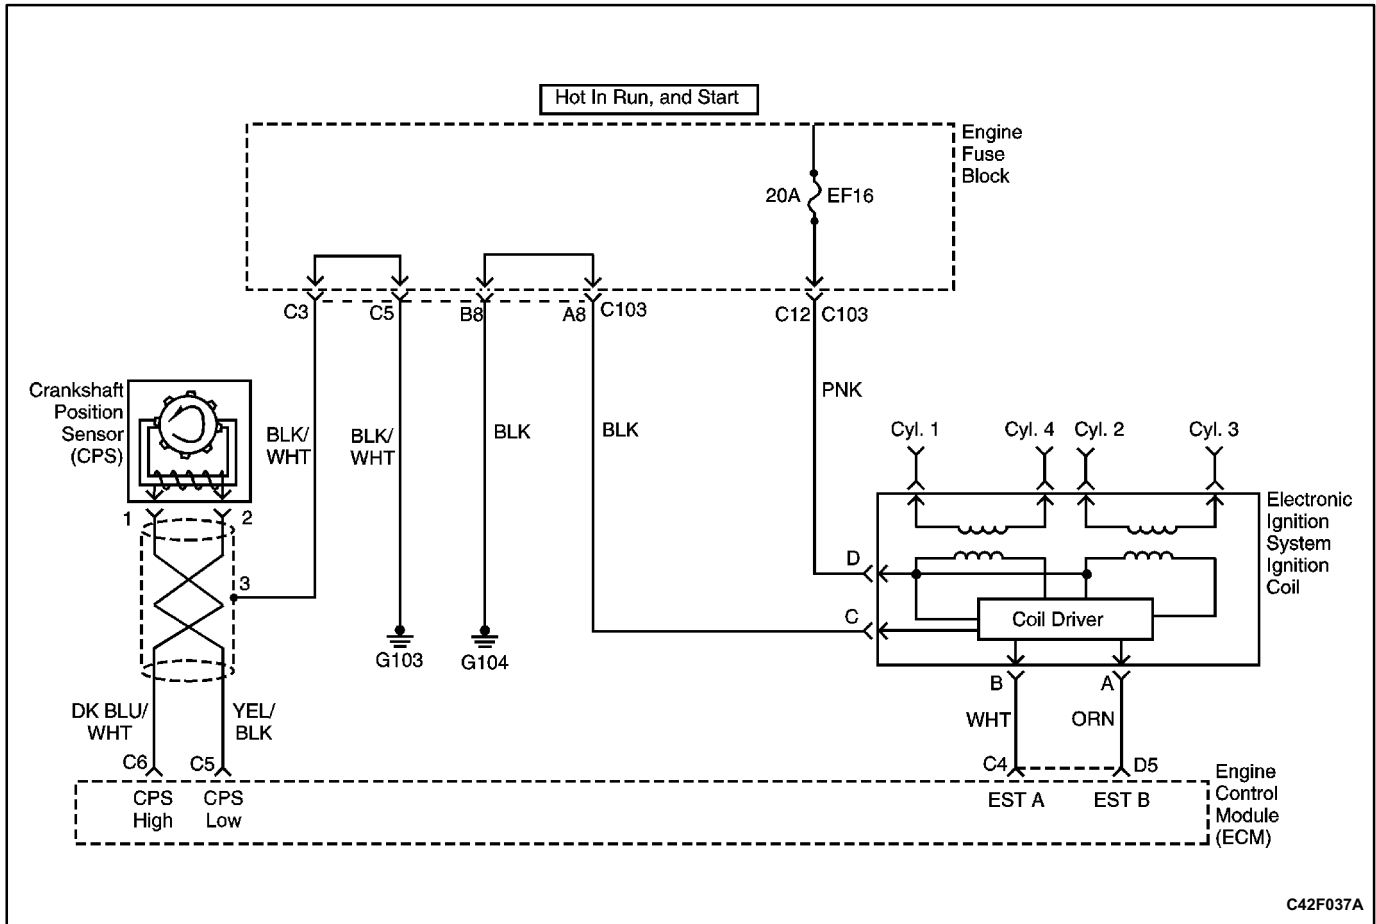 Hot In Run, and Start
Engine
Fuse
Block
20A EF16
C3 C5 B8 A8 C103 C12 C103
Crankshaft
Position
Sensor
(CPS)
BLK/
WHT
BLK/
WHT
BLK
BLK
PNK
Cyl. 1 Cyl. 4 Cyl. 2 Cyl. 3
Electronic
Ignition
System
Ignition
Coil
1 2
3
D
C
Coil Driver
G103 G104
B A
DK BLU/
WHT
YEL/
BLK
WHT ORN
C6 C5 C4 D5
CPS
High
CPS
Low
EST A EST B
Engine
Control
Module
(ECM)
C42F037A